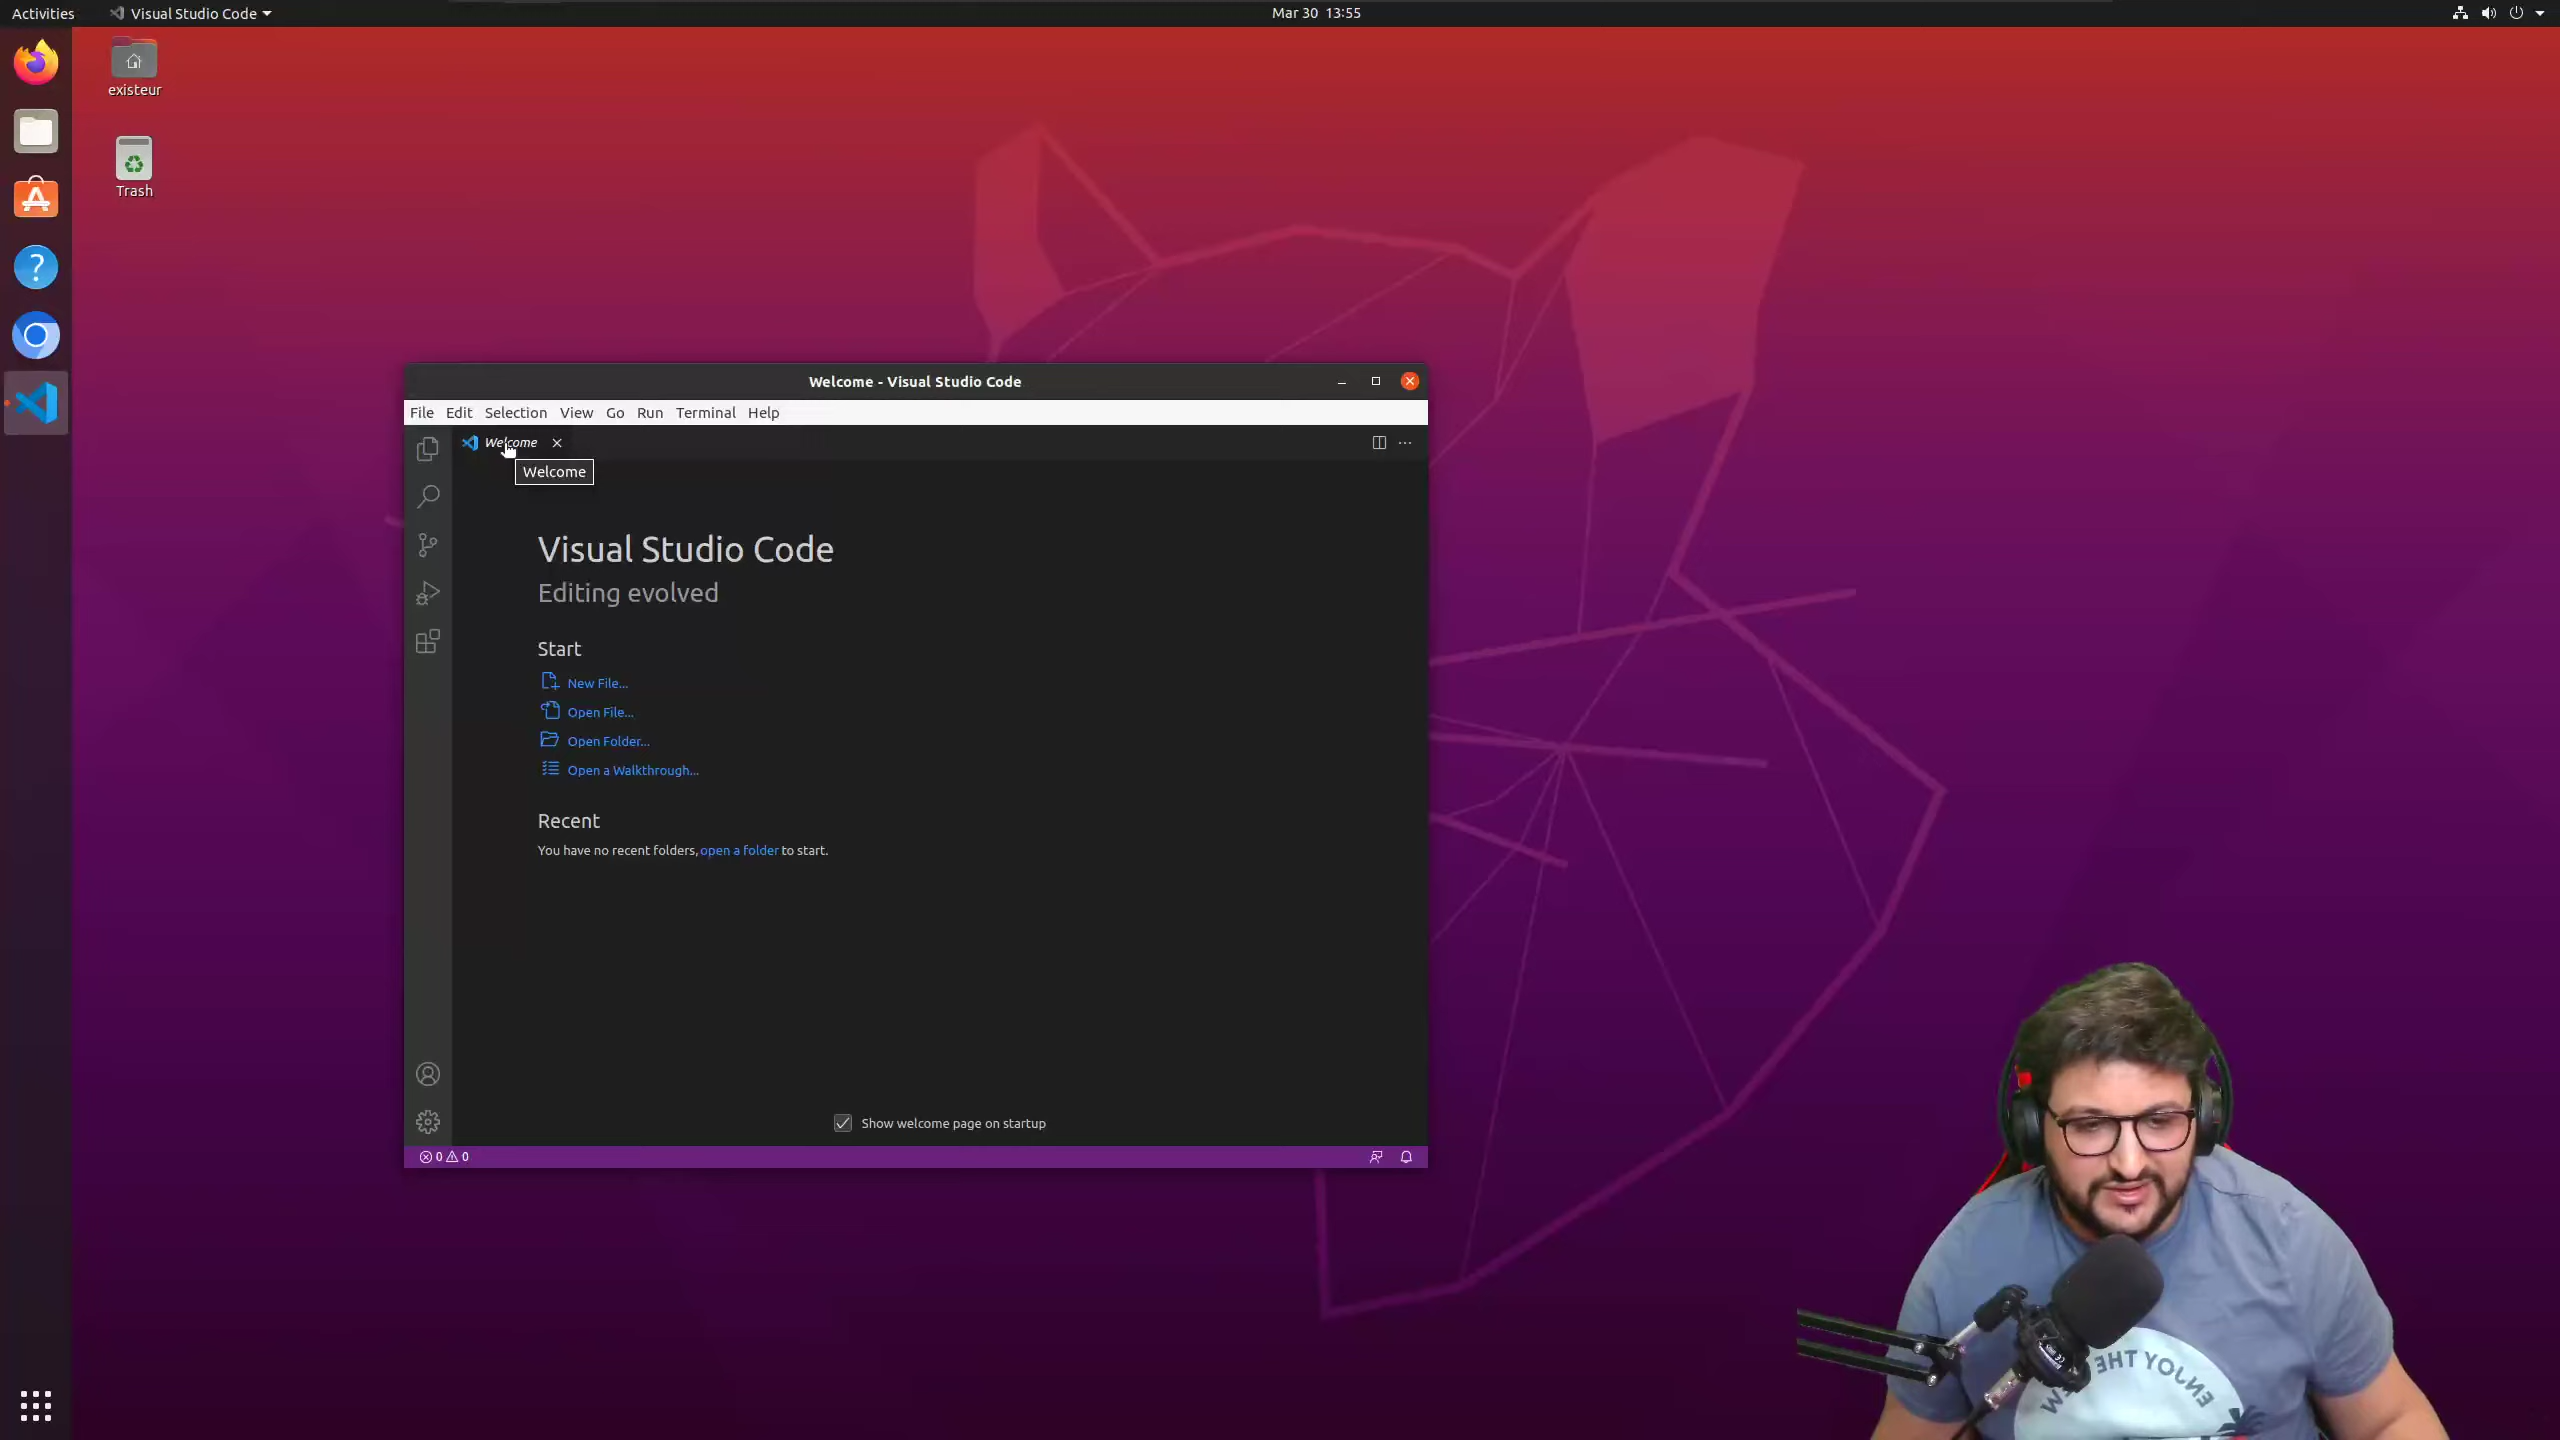 Activities
Visual Studio Code
Mar 30 13:55
existeur
Trash
Welcome - Visual Studio Code
File Edit Selection View Go Run Terminal Help
Welcome
Welcome
Visual Studio Code
Editing evolved
Start
New File...
Open File...
Open Folder...
Open a Walkthrough...
Recent
You have no recent folders, open a folder to start.
Show welcome page on startup
0 0
ENJOY THE